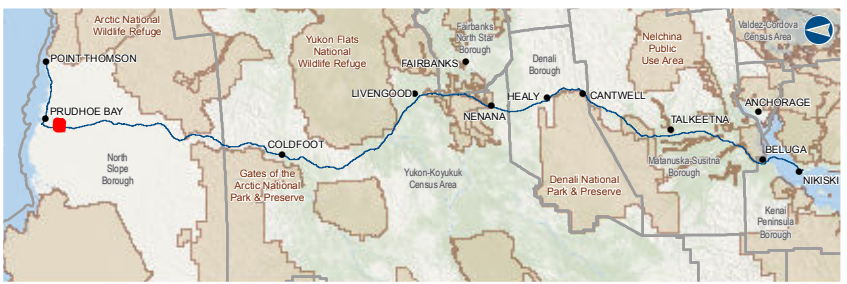 Arctic National
Wildlife Refuge
POINT THOMSON
PRUDHOE BAY
North
Slope
Borough
COLDFOOT
Gates of the
Arctic National
Park & Preserve
Yukon Flats
National
Wildlife Refuge
LIVENGOOD
FAIRBANKS
Fairbanks
North Star
Borough
NENANA
Yukon-Koyukuk
Census Area
HEALY
Denali
Borough
CANTWELL
Denali National
Park & Preserve
Nelchina
Public
Use Area
TALKEETNA
Matanuska-Susitna
Borough
Valdez-Cordova
Census Area
ANCHORAGE
BELUGA
NIKISKI
Kenai
Peninsula
Borough